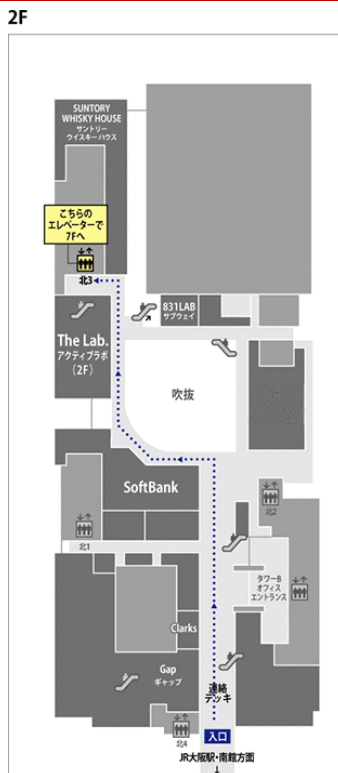 2F
SUNTORY
WHISKY HOUSE
サントリー
ウイスキーハウス
こちらの
エレベーターで
7Fへ
北3
831LAB
サブウェイ
The Lab.
アクティブラボ
(2F)
吹抜
SoftBank
北2
北1
タワーB
オフィス
エントランス
Clarks
Gap
ギャップ
連絡
デッキ
入口
北4
JR大阪駅・南館方面
↓